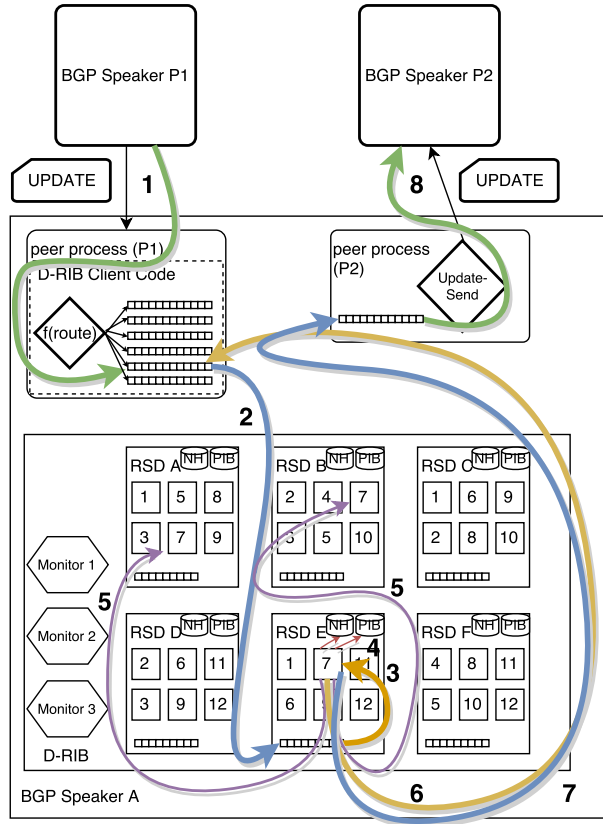 BGP Speaker P1
BGP Speaker P2
UPDATE
1
8
UPDATE
peer process (P1)
D-RIB Client Code
f(route)
peer process
(P2)
Update-
Send
2
RSD A NH PIB
1 5 8
3 7 9
RSD B NH PIB
2 4 7
3 5 10
RSD C NH PIB
1 6 9
2 8 10
Monitor 1
Monitor 2
Monitor 3
5
5
RSD D NH PIB
2 6 11
3 9 12
RSD E NH PIB
4
1 7 11
3
6 12
RSD F NH PIB
4 8 11
5 10 12
D-RIB
6
7
BGP Speaker A